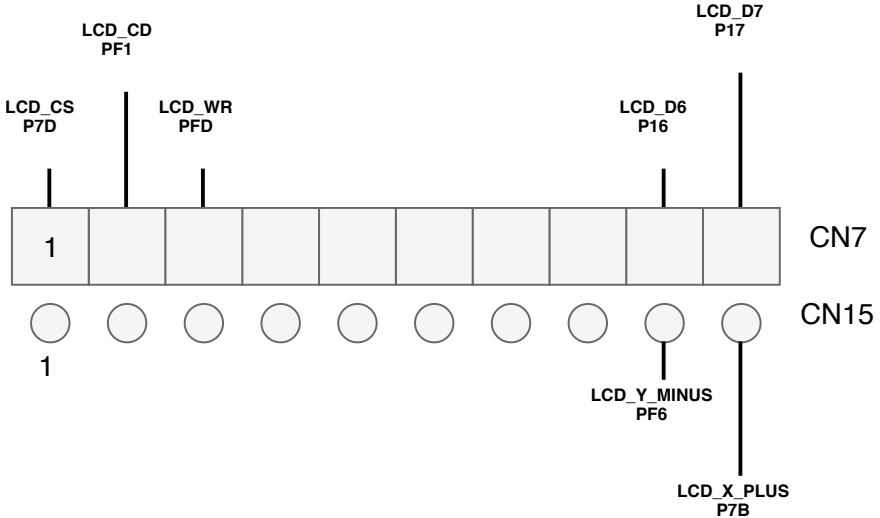 LCD_D7
P17
LCD_CD
PF1
LCD_CS
P7D
LCD_WR
PFD
LCD_D6
P16
1
CN7
CN15
1
LCD_Y_MINUS
PF6
LCD_X_PLUS
P7B